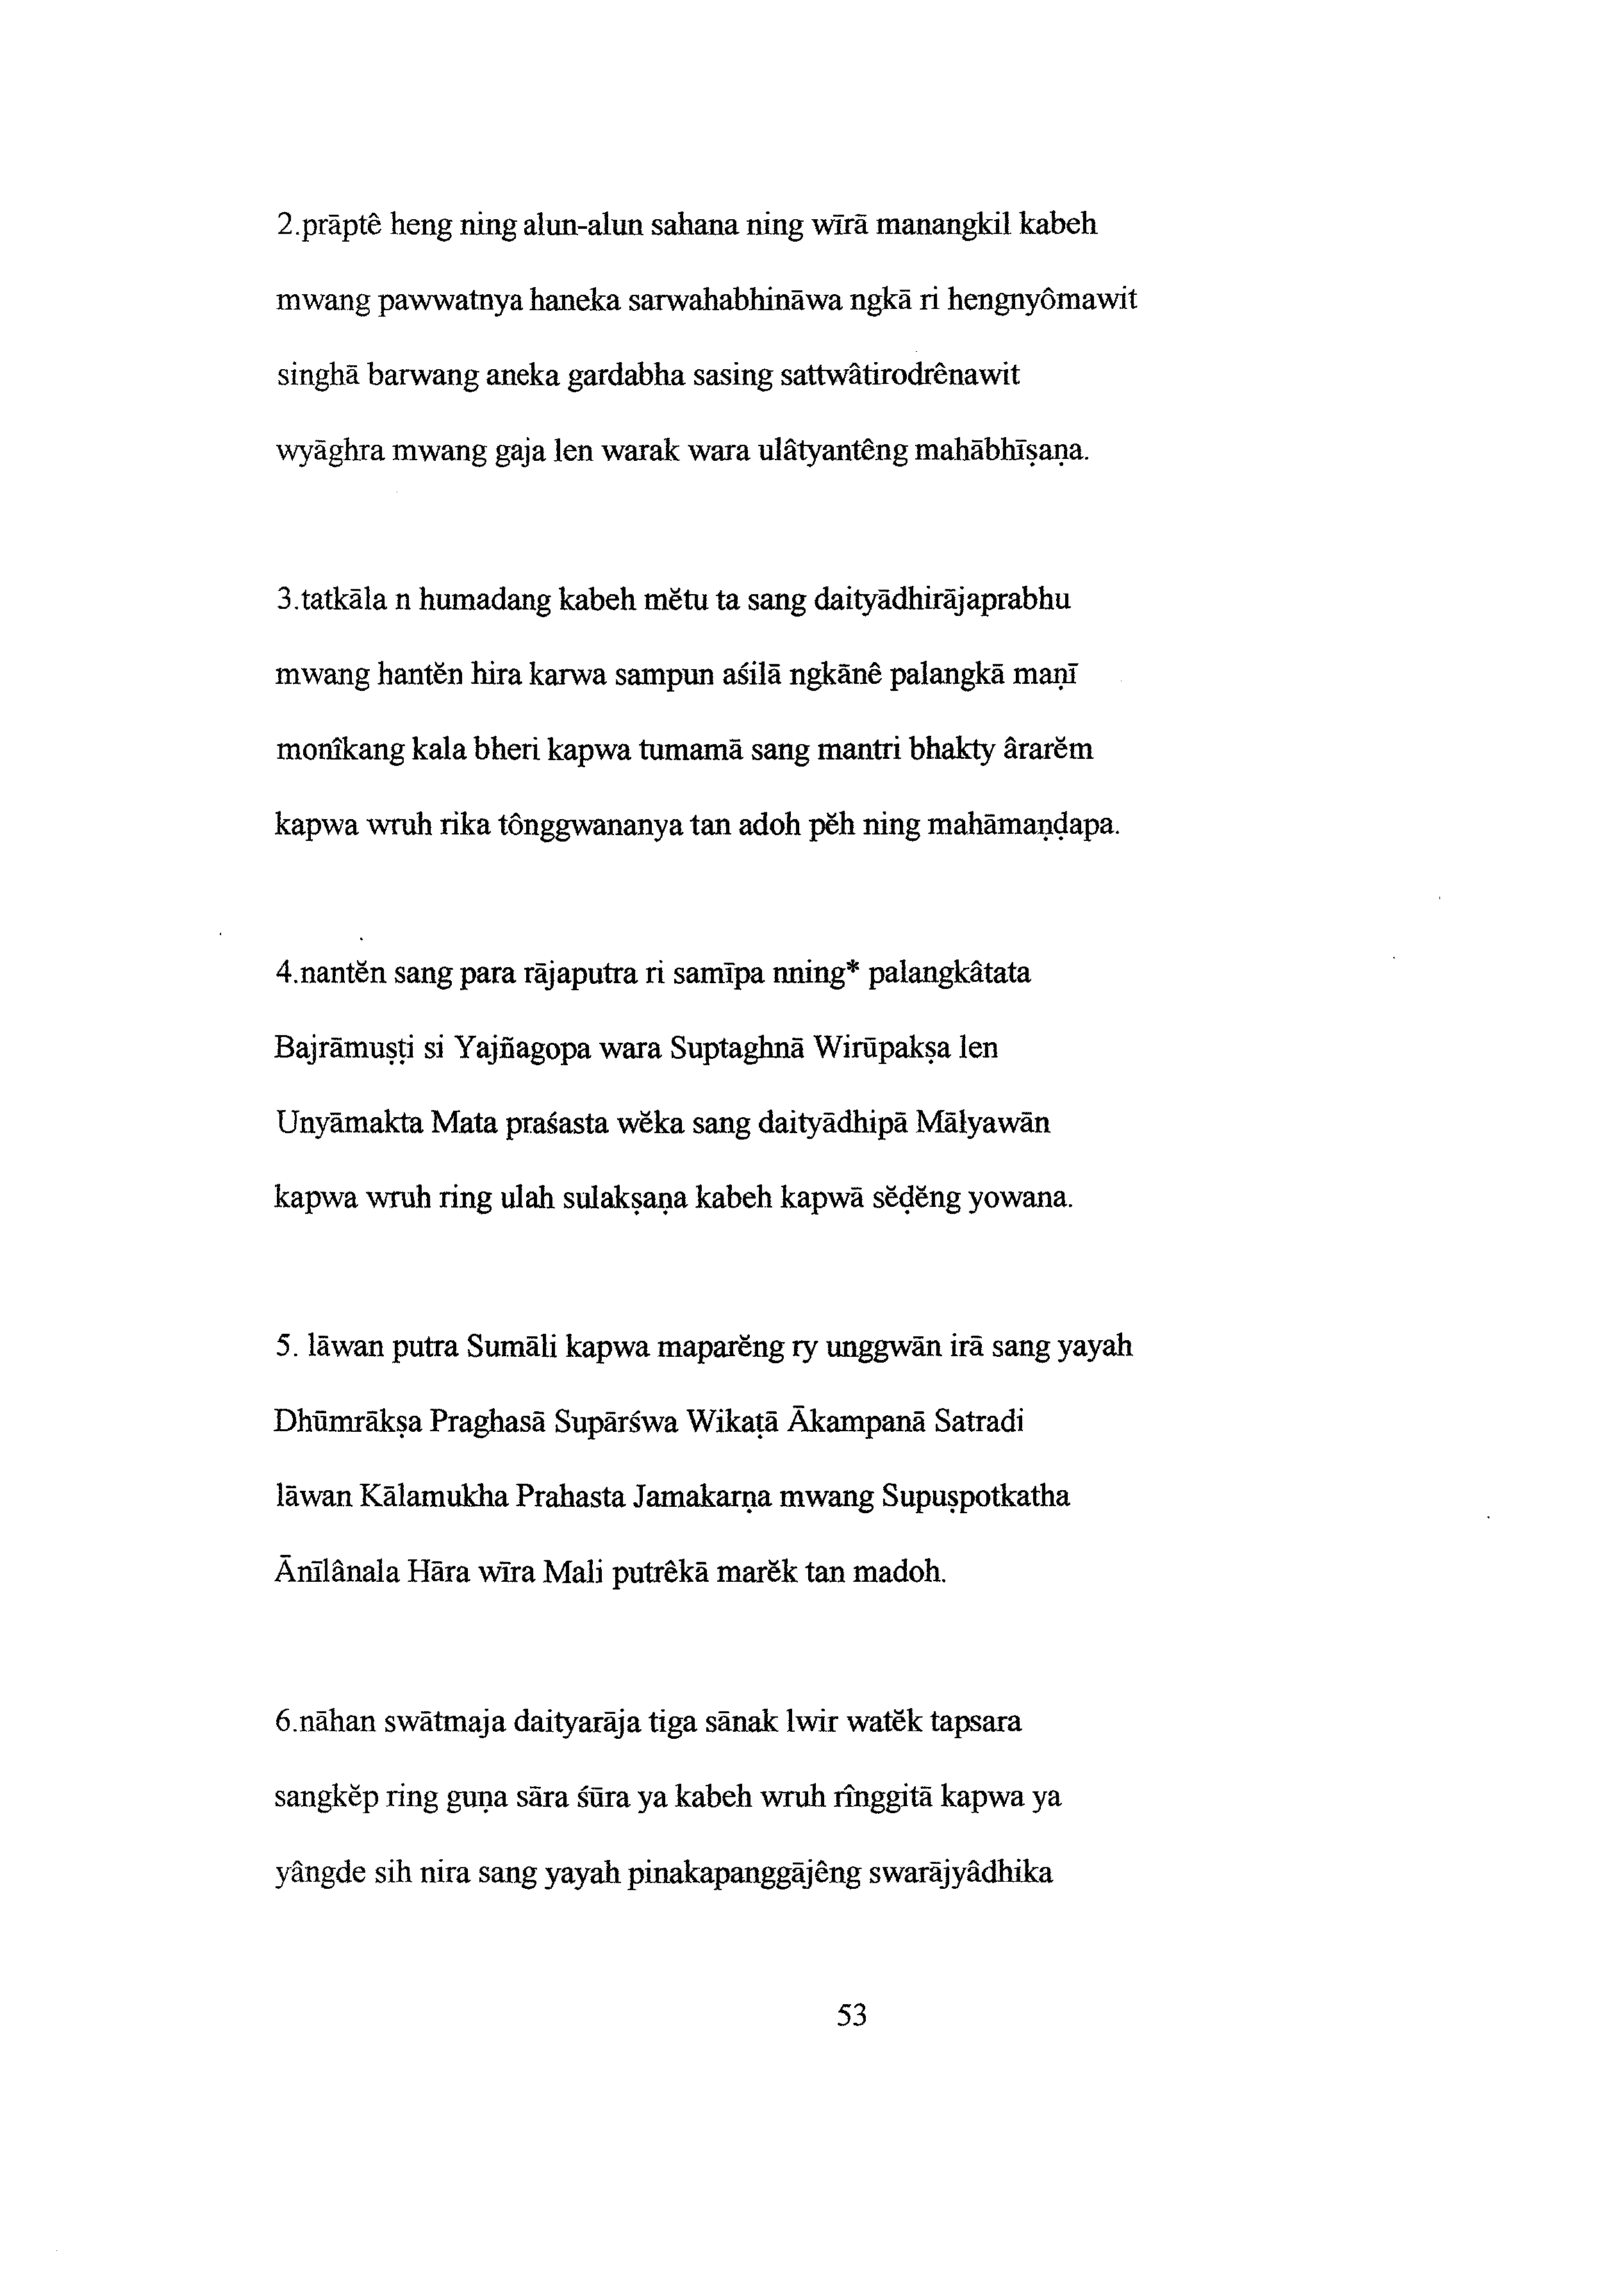 2.prāptê heng ning alun-alun sahana ning wīrā manangkil kabeh
mwang pawwatnya haneka sarwahabhināwa ngkā ri hengnyômawit
singhā barwang aneka gardabha sasing sattwâtirodrênawit
wyāghra mwang gaja len warak wara ulâtyantêng mahābhīṣaṇa.
3.tatkāla n humadang kabeh mĕtu ta sang daityādhirājaprabhu
mwang hantĕn hira karwa sampun aśilā ngkānê palangkā maṇī
monîkang kala bheri kapwa tumamā sang mantri bhakty ârarĕm
kapwa wruh rika tônggwananya tan adoh pĕh ning mahāmaṇḍapa.
4.nantĕn sang para rājaputra ri samīpa nning* palangkâtata
Bajrāmuṣṭi si Yajñagopa wara Suptaghnā Wirūpakṣa len
Unyāmakta Mata praśasta wĕka sang daityādhipā Mālyawān
kapwa wruh ring ulah sulakṣaṇa kabeh kapwā sĕḍĕng yowana.
5. lāwan putra Sumāli kapwa maparĕng ry unggwān irā sang yayah
Dhūmrākṣa Praghasā Supārśwa Wikaṭā Ākampanā Satradi
lāwan Kālamukha Prahasta Jamakarṇa mwang Supuṣpotkatha
Ānīlânala Hāra wīra Mali putrêkā marĕk tan madoh.
6.nāhan swātmaja daityarāja tiga sānak lwir watĕk tapsara
sangkĕp ring guṇa sāra śūra ya kabeh wruh rînggitā kapwa ya
yângde sih nira sang yayah pinakapanggājêng swarājyâdhika
53